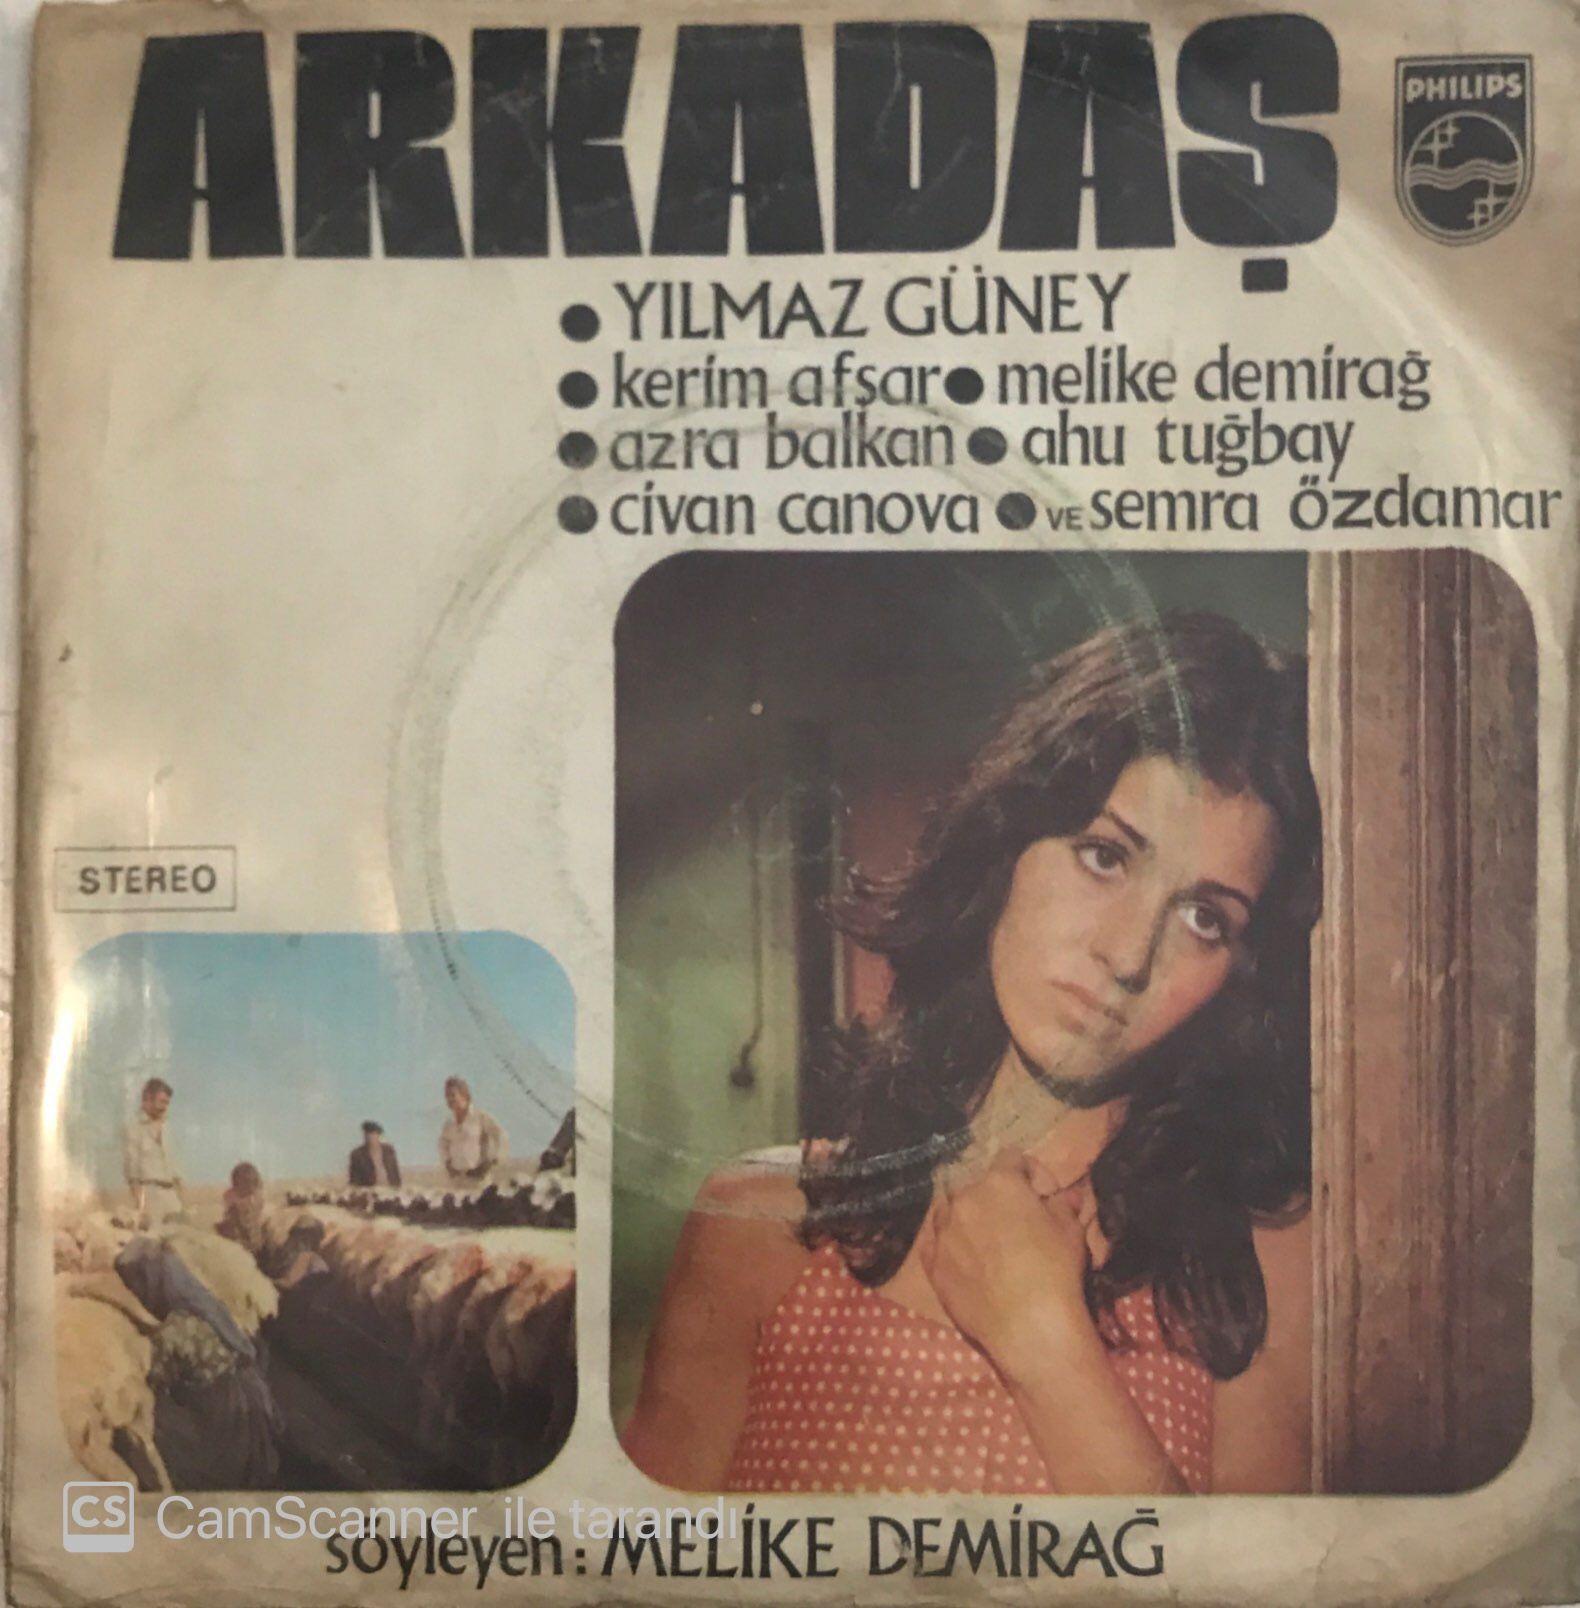 ARKADAŞ
PHILIPS
● YILMAZ GÜNEY
● kerim afşar ● melike demirağ
● azra balkan ● ahu tuğbay
● civan canova ● VE semra özdamar
STEREO
CS CamScanner ile tarandı
söyleyen: MELİKE DEMİRAĞ